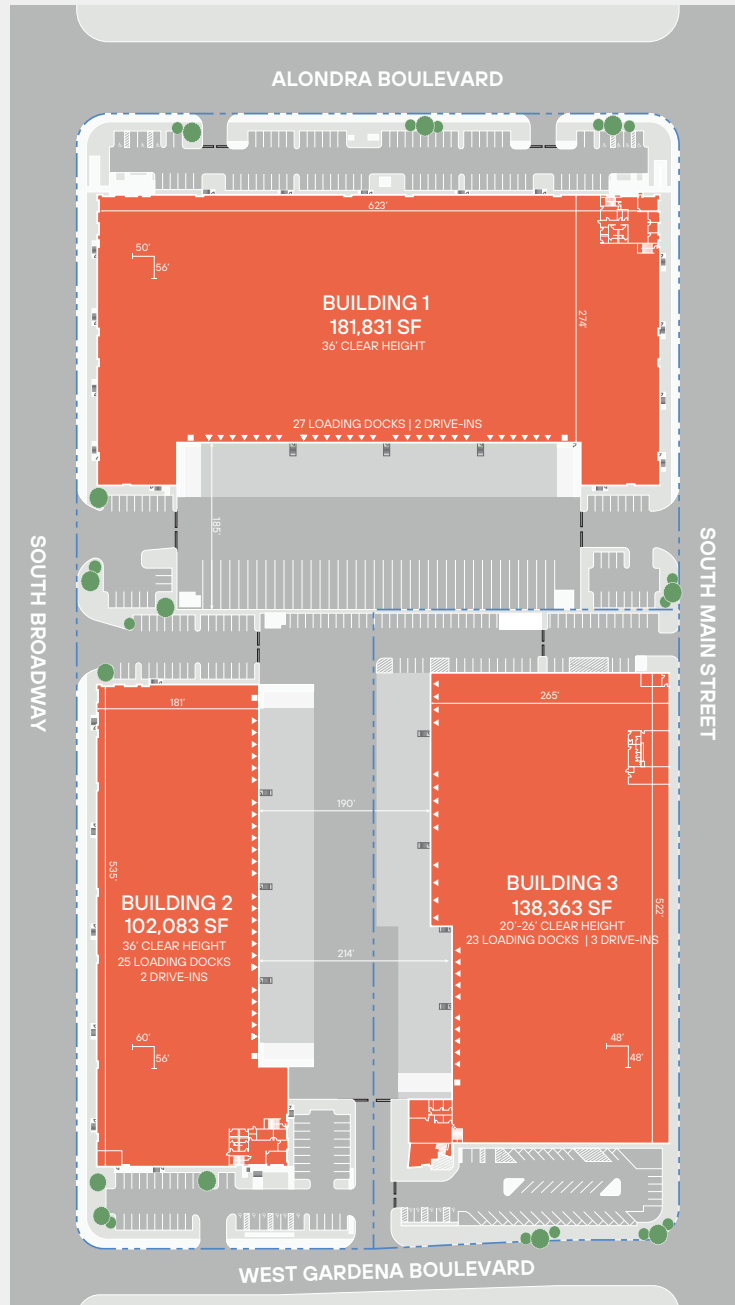 ALONDRA BOULEVARD
623'
50'
56'
274'
BUILDING 1
181,831 SF
36' CLEAR HEIGHT
27 LOADING DOCKS | 2 DRIVE-INS
185'
SOUTH BROADWAY
SOUTH MAIN STREET
181'
265'
190'
535'
BUILDING 2
102,083 SF
36' CLEAR HEIGHT
25 LOADING DOCKS
2 DRIVE-INS
BUILDING 3
138,363 SF
20'-26' CLEAR HEIGHT
23 LOADING DOCKS | 3 DRIVE-INS
522'
214'
60'
56'
48'
48'
WEST GARDENA BOULEVARD